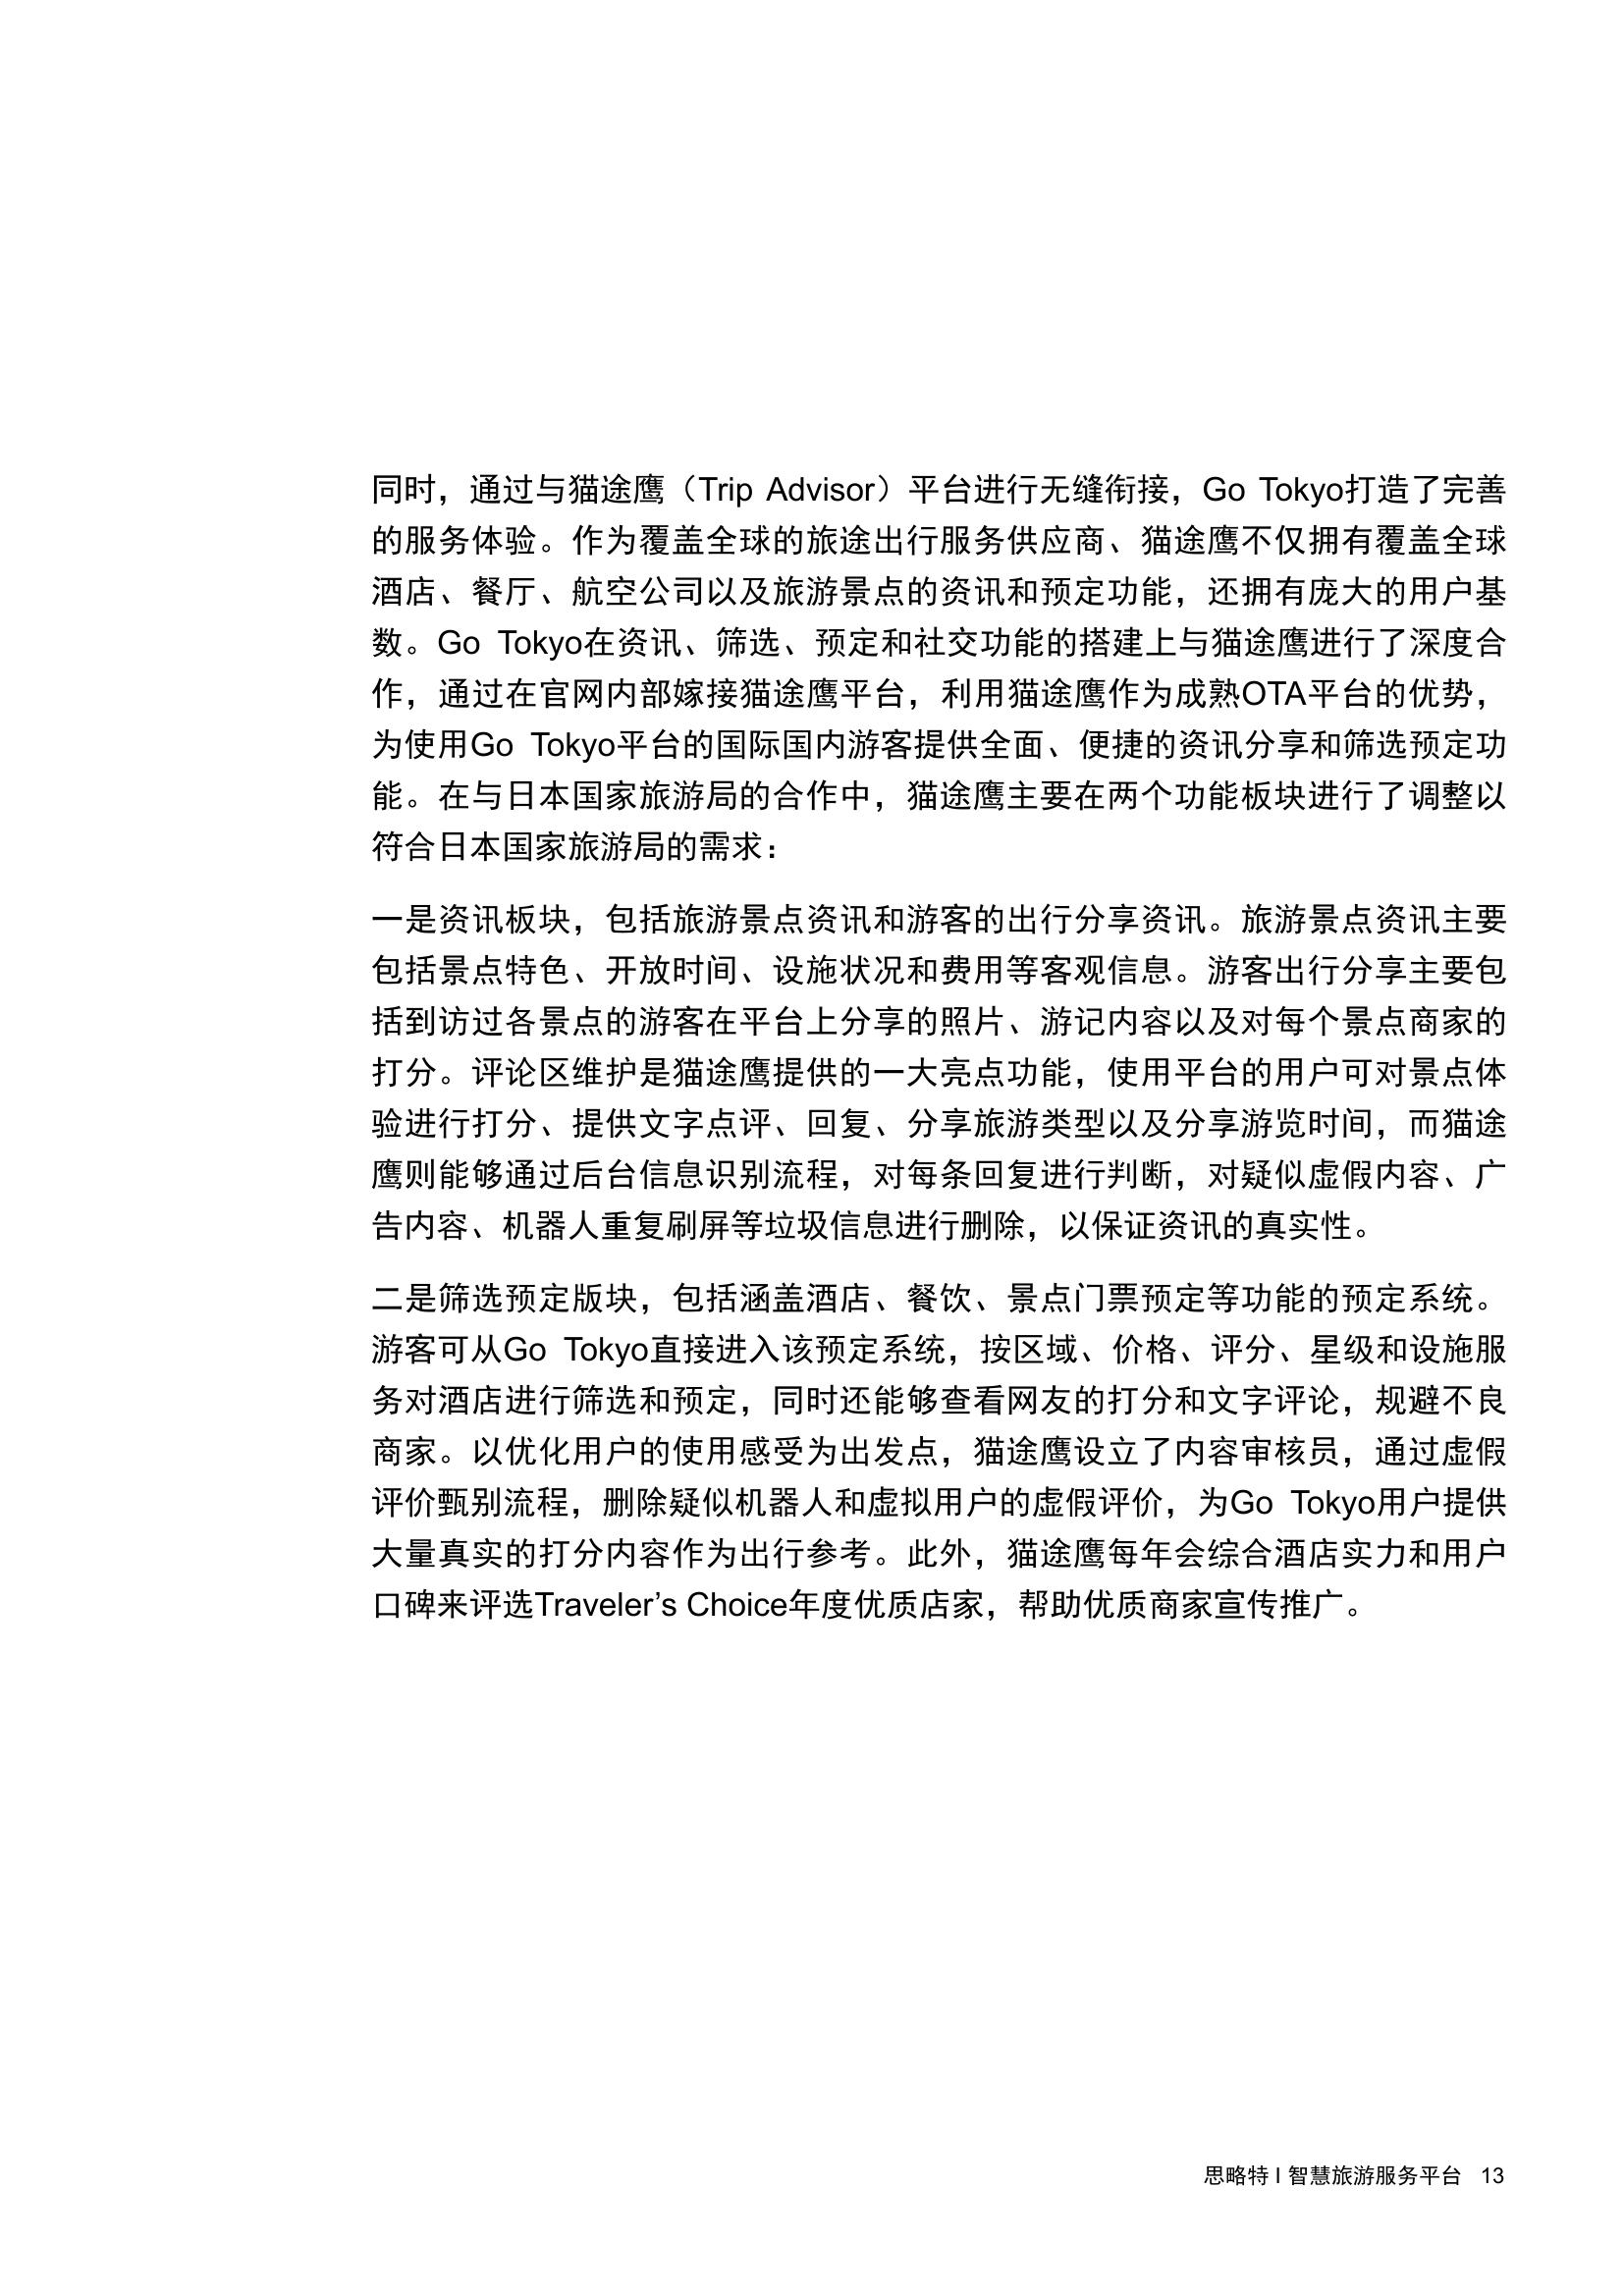 同时，通过与猫途鹰（Trip Advisor）平台进行无缝衔接，Go Tokyo打造了完善
的服务体验。作为覆盖全球的旅途出行服务供应商、猫途鹰不仅拥有覆盖全球
酒店、餐厅、航空公司以及旅游景点的资讯和预定功能，还拥有庞大的用户基
数。Go Tokyo在资讯、筛选、预定和社交功能的搭建上与猫途鹰进行了深度合
作，通过在官网内部嫁接猫途鹰平台，利用猫途鹰作为成熟OTA平台的优势，
为使用Go Tokyo平台的国际国内游客提供全面、便捷的资讯分享和筛选预定功
能。在与日本国家旅游局的合作中，猫途鹰主要在两个功能板块进行了调整以
符合日本国家旅游局的需求：
一是资讯板块，包括旅游景点资讯和游客的出行分享资讯。旅游景点资讯主要
包括景点特色、开放时间、设施状况和费用等客观信息。游客出行分享主要包
括到访过各景点的游客在平台上分享的照片、游记内容以及对每个景点商家的
打分。评论区维护是猫途鹰提供的一大亮点功能，使用平台的用户可对景点体
验进行打分、提供文字点评、回复、分享旅游类型以及分享游览时间，而猫途
鹰则能够通过后台信息识别流程，对每条回复进行判断，对疑似虚假内容、广
告内容、机器人重复刷屏等垃圾信息进行删除，以保证资讯的真实性。
二是筛选预定版块，包括涵盖酒店、餐饮、景点门票预定等功能的预定系统。
游客可从Go Tokyo直接进入该预定系统，按区域、价格、评分、星级和设施服
务对酒店进行筛选和预定，同时还能够查看网友的打分和文字评论，规避不良
商家。以优化用户的使用感受为出发点，猫途鹰设立了内容审核员，通过虚假
评价甄别流程，删除疑似机器人和虚拟用户的虚假评价，为Go Tokyo用户提供
大量真实的打分内容作为出行参考。此外，猫途鹰每年会综合酒店实力和用户
口碑来评选Traveler’s Choice年度优质店家，帮助优质商家宣传推广。
思略特 I 智慧旅游服务平台 13